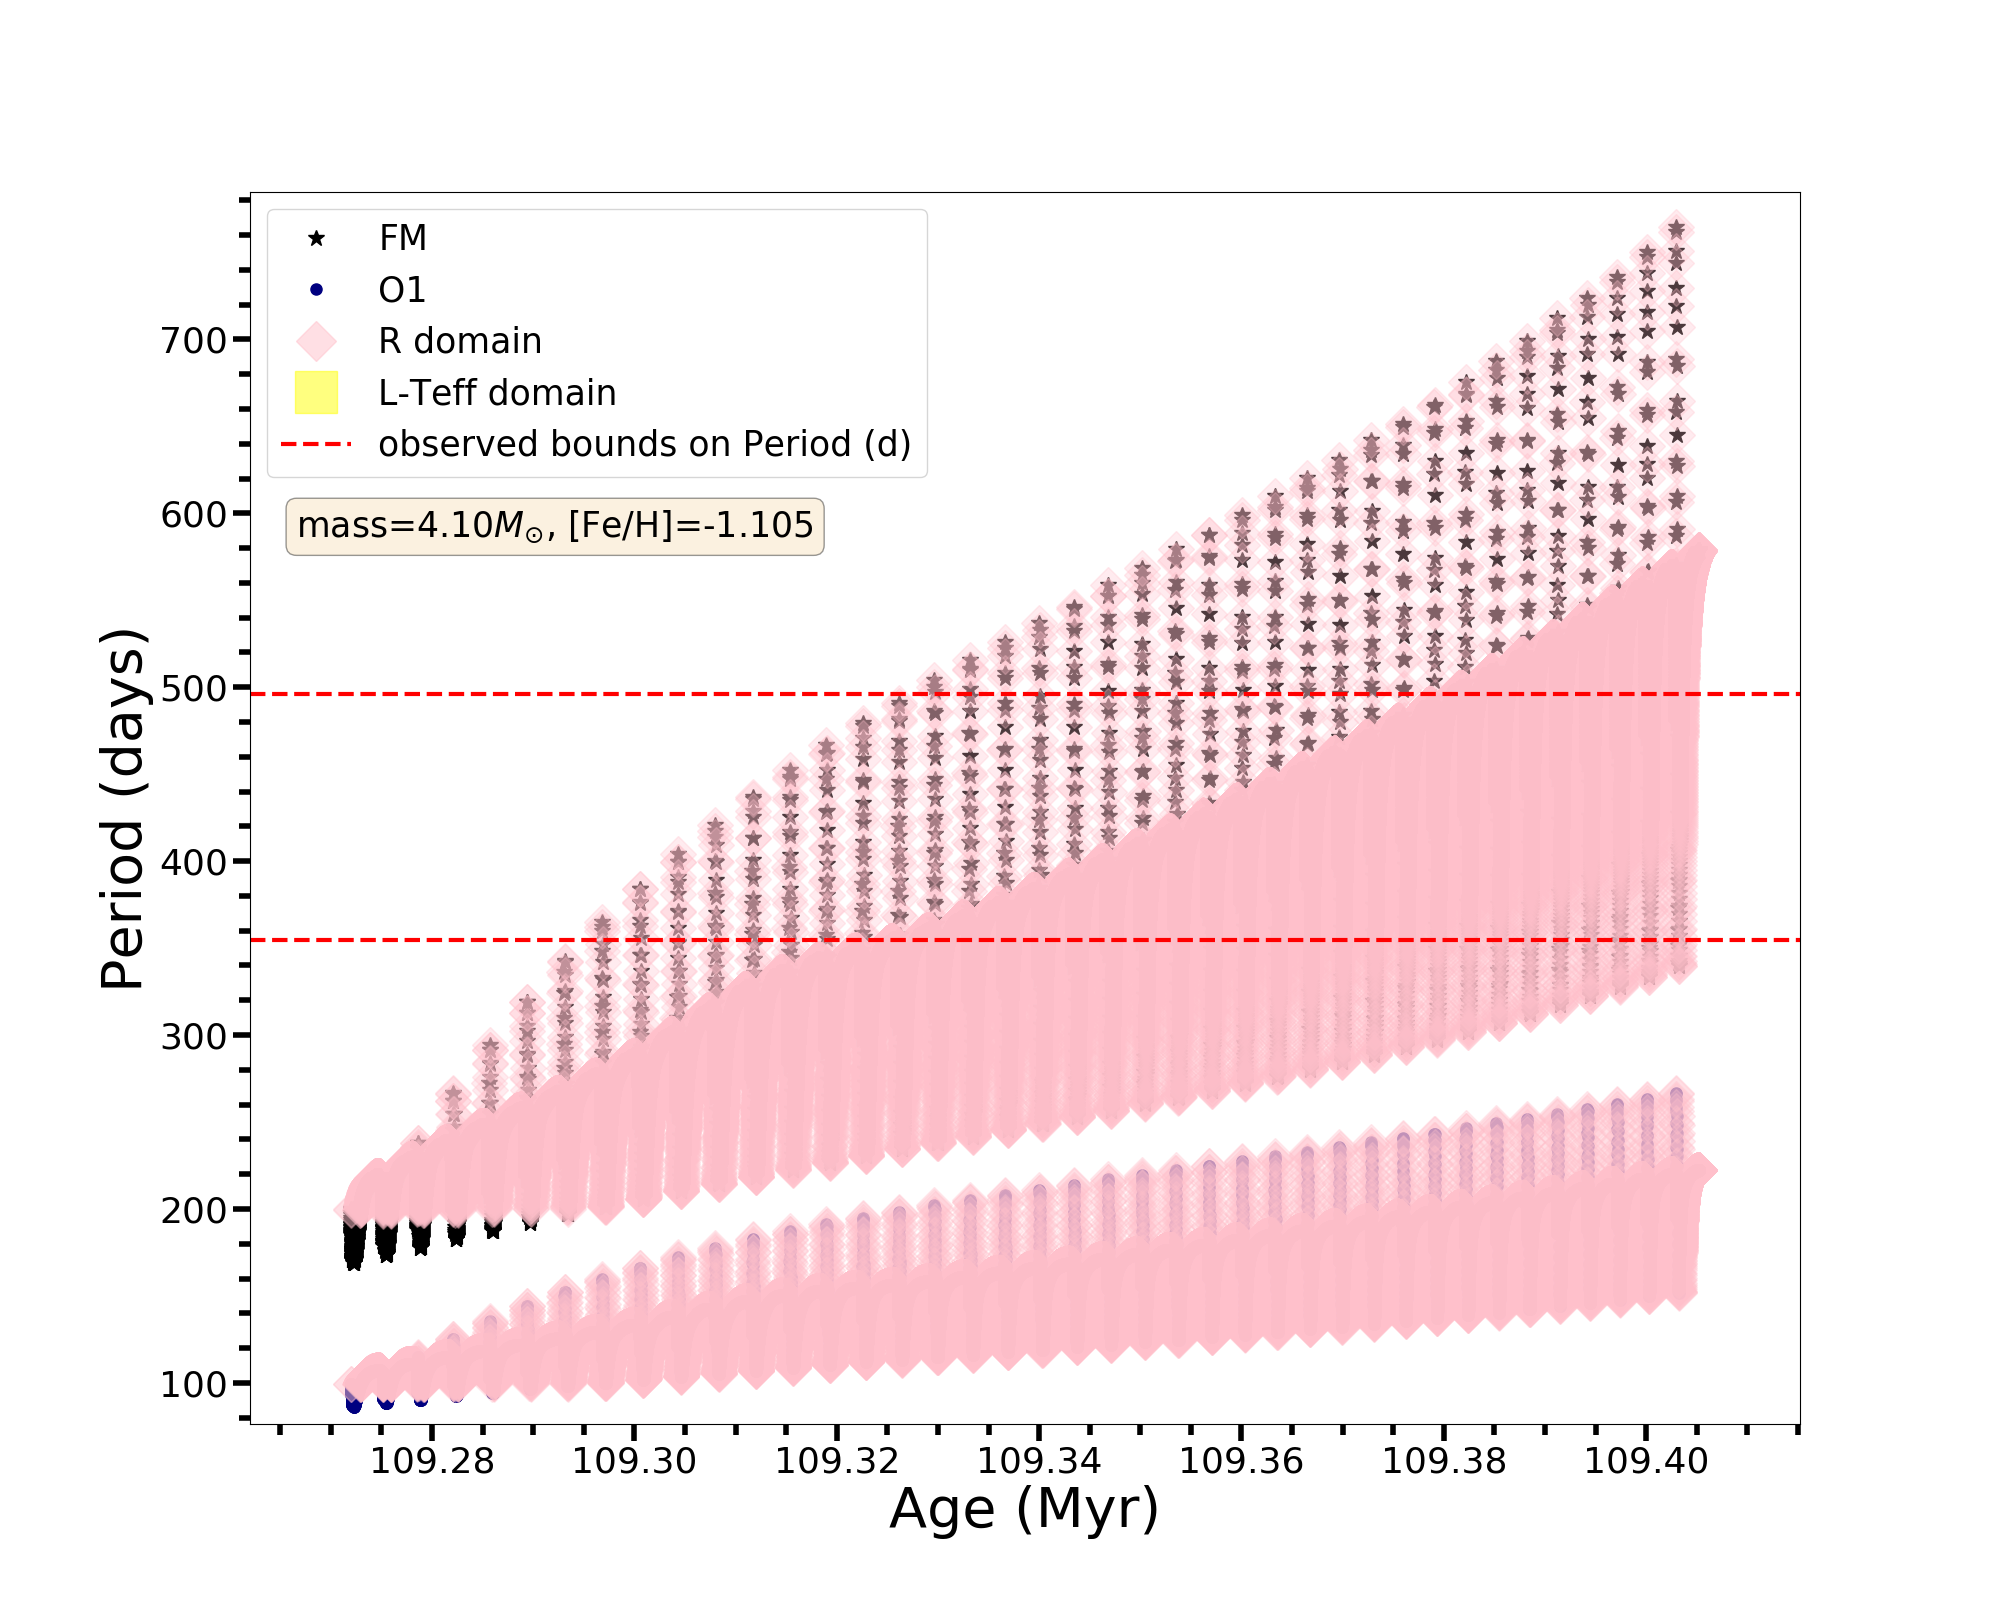 FM
O1
R domain
L-Teff domain
observed bounds on Period (d)
mass=4.10M⊙, [Fe/H]=-1.105
Period (days)
700
600
500
400
300
200
100
109.28 109.30 109.32 109.34 109.36 109.38 109.40
Age (Myr)